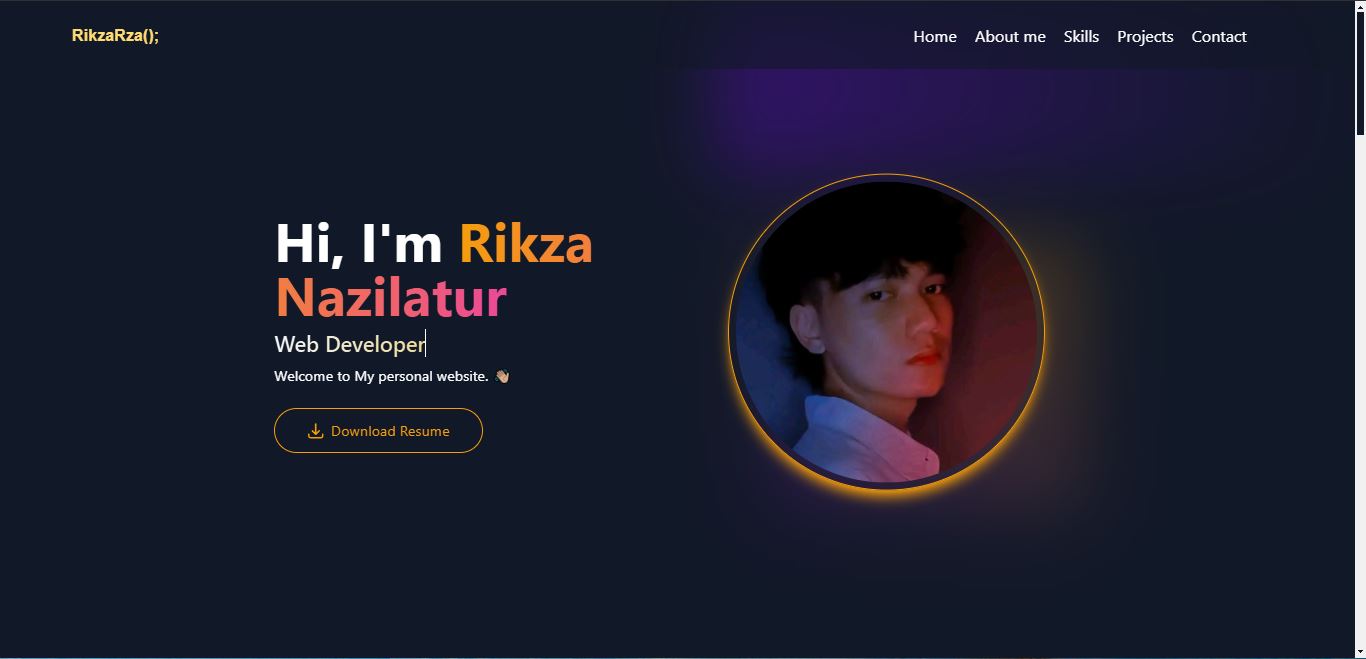 RikzaRza();
Home About me Skills Projects Contact
Hi, I'm Rikza
Nazilatur
Web Developer
Welcome to My personal website. 👋🏼
Download Resume